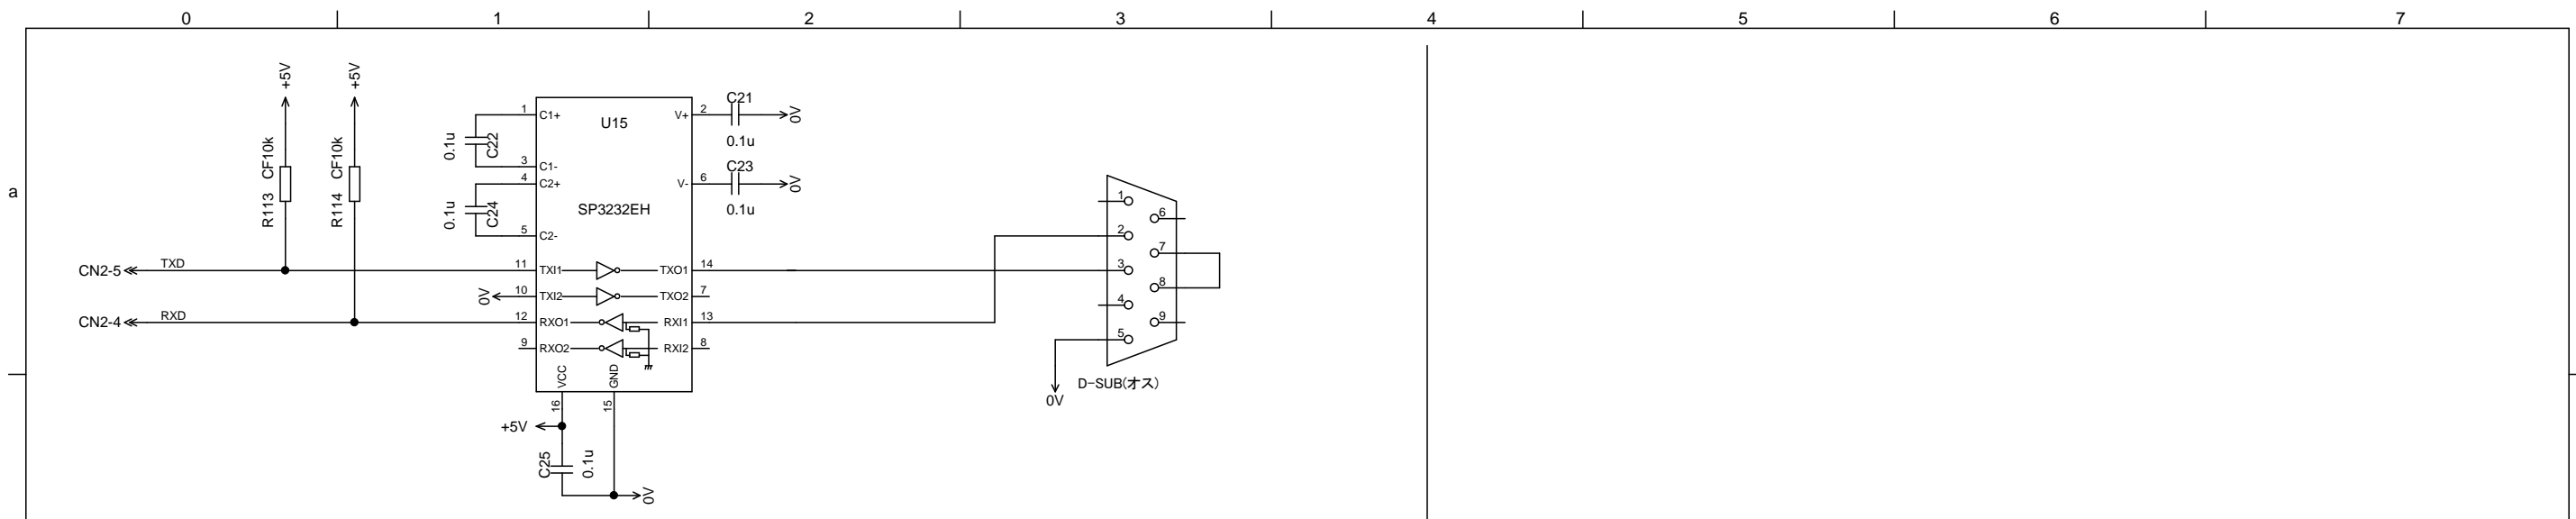 0 1 2 3 4 5 6 7
a
+5V
+5V
R113 CF10k
R114 CF10k
CN2-5 TXD
CN2-4 RXD
0.1u
C22
0.1u
C24
1 C1+
3 C1-
4 C2+
5 C2-
U15
SP3232EH
V+ 2
V- 6
C21
0.1u
0V
C23
0.1u
0V
11 TXI1 TXO1 14
0V 10 TXI2 TXO2 7
12 RXO1 RXI1 13
9 RXO2 RXI2 8
VCC
GND
16
15
+5V
C25
0.1u
0V
1
6
2
7
3
8
4
9
5
0V
D-SUB(オス)